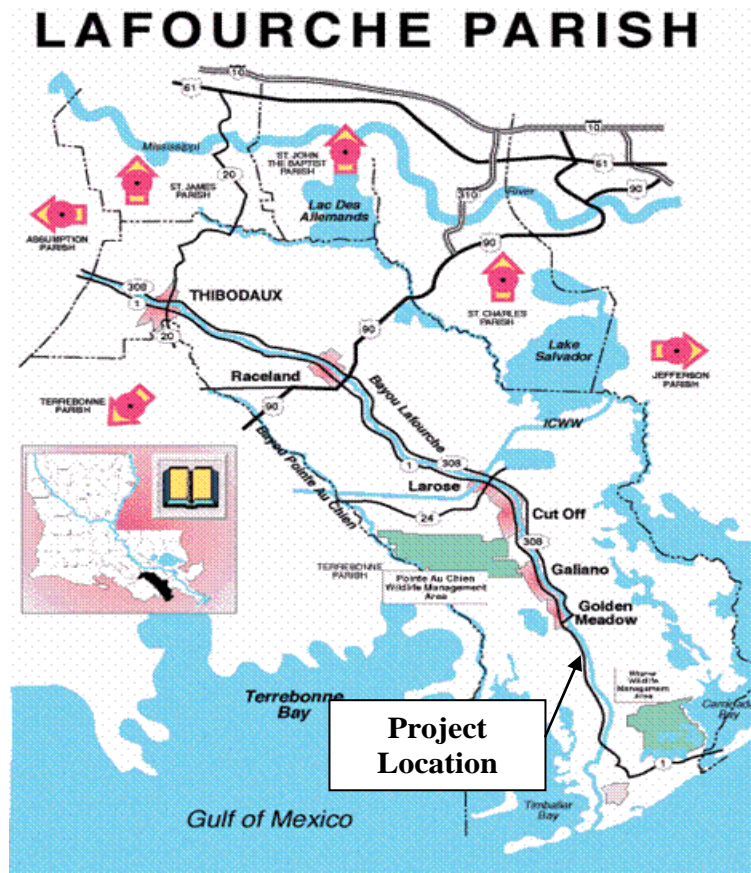 LAFOURCHE PARISH
10
61
10
Mississippi
ST. JOHN
THE BAPTIST
PARISH
61
20
ST. JAMES
PARISH
310
River
90
Lac Des
Allemands
ASSUMPTION
PARISH
90
308
THIBODAUX
1
ST. CHARLES
PARISH
20
90
Lake
Salvador
JEFFERSON
PARISH
Raceland
TERREBONNE
PARISH
90
Bayou Lafourche
ICWW
Bayou Pointe Au Chien
1
308
Larose
24
Cut Off
308
TERREBONNE
PARISH
Pointe Au Chien
Wildlife Management
Area
Galiano
Golden
Meadow
Wildlife
Management
Area
Terrebonne
Bay
Project
Location
Bay
1
Timbalier
Bay
Gulf of Mexico